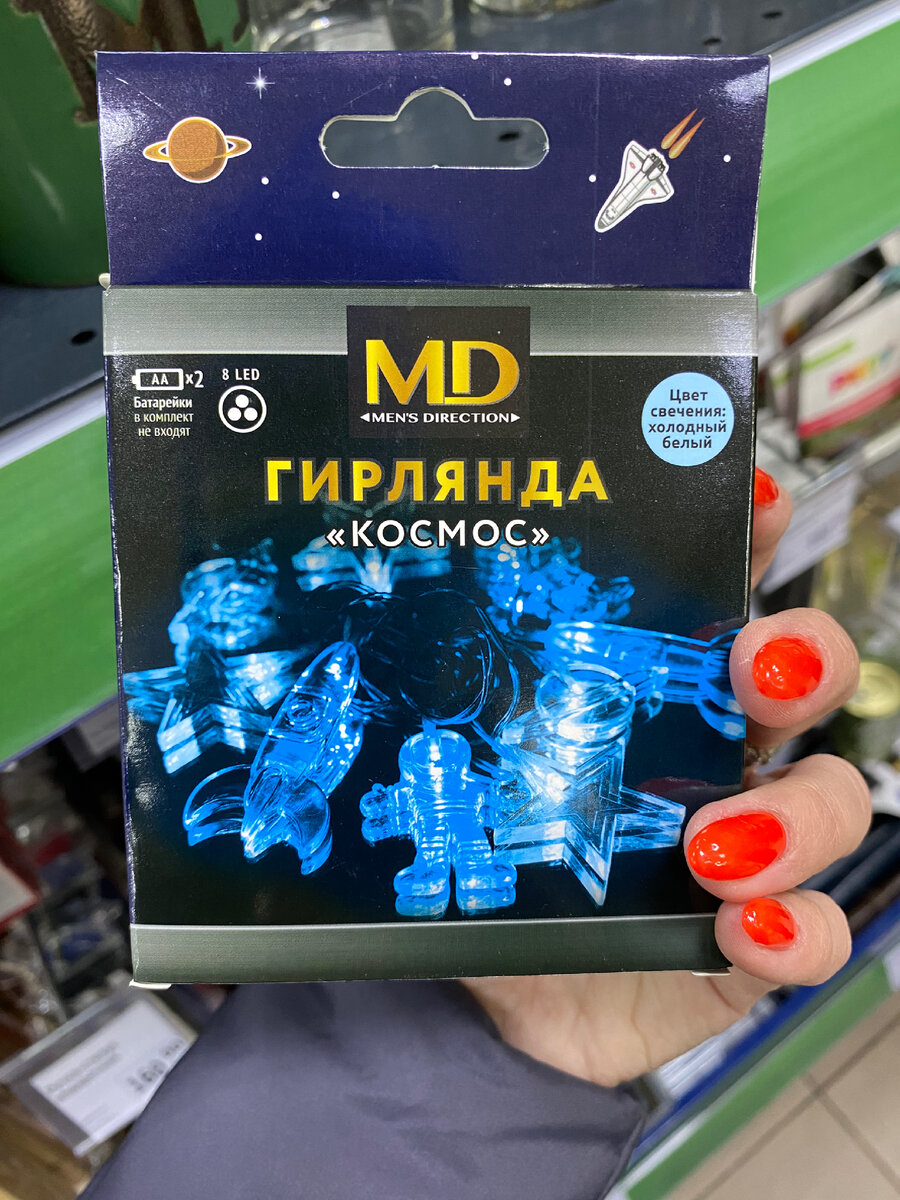 MD
MEN'S DIRECTION
AA x2
Батарейки
в комплект
не входят
8 LED
Цвет
свечения:
холодный
белый
ГИРЛЯНДА
«КОСМОС»